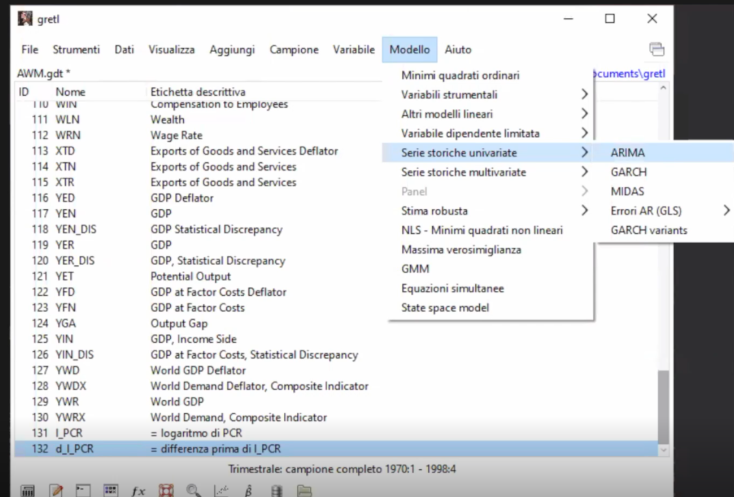 gretl
File Strumenti Dati Visualizza Aggiungi Campione Variabile Modello Aiuto
AWM.gdt * ocuments\gretl
ID Nome Etichetta descrittiva
110 WIN Compensation to Employees
111 WLN Wealth
112 WRN Wage Rate
113 XTD Exports of Goods and Services Deflator
114 XTN Exports of Goods and Services
115 XTR Exports of Goods and Services
116 YED GDP Deflator
117 YEN GDP
118 YEN_DIS GDP Statistical Discrepancy
119 YER GDP
120 YER_DIS GDP, Statistical Discrepancy
121 YET Potential Output
122 YFD GDP at Factor Costs Deflator
123 YFN GDP at Factor Costs
124 YGA Output Gap
125 YIN GDP, Income Side
126 YIN_DIS GDP at Factor Costs, Statistical Discrepancy
127 YWD World GDP Deflator
128 YWDX World Demand Deflator, Composite Indicator
129 YWR World GDP
130 YWRX World Demand, Composite Indicator
131 l_PCR = logaritmo di PCR
132 d_l_PCR = differenza prima di l_PCR
Trimestrale: campione completo 1970:1 - 1998:4
Minimi quadrati ordinari
Variabili strumentali
Altri modelli lineari
Variabile dipendente limitata
Serie storiche univariate
Serie storiche multivariate
Panel
Stima robusta
NLS - Minimi quadrati non lineari
Massima verosimiglianza
GMM
Equazioni simultanee
State space model
ARIMA
GARCH
MIDAS
Errori AR (GLS)
GARCH variants
fx
β̂